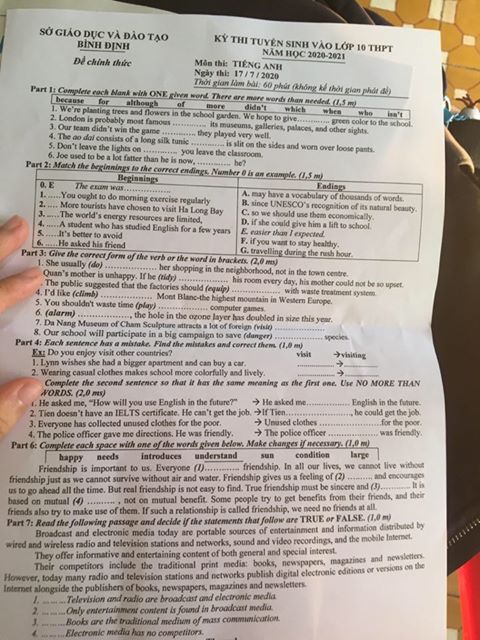 SỞ GIÁO DỤC VÀ ĐÀO TẠO
BÌNH ĐỊNH
Đề chính thức
KỲ THI TUYỂN SINH VÀO LỚP 10 THPT
NĂM HỌC 2020-2021
Môn thi: TIẾNG ANH
Ngày thi: 17 / 7 / 2020
Thời gian làm bài: 60 phút (không kể thời gian phát đề)
Part 1: Complete each blank with ONE given word. There are more words than needed. (1,5 m)
because for although of more didn't which when who isn't
1. We're planting trees and flowers in the school garden. We hope to give.............. green color to the school.
2. London is probably most famous ............ its museums, galleries, palaces, and other sights.
3. Our team didn't win the game ............. they played very well.
4. The ao dai consists of a long silk tunic ............. is slit on the sides and worn over loose pants.
5. Don't leave the lights on ............. you leave the classroom.
6. Joe used to be a lot fatter than he is now, ........... he?
Part 2: Match the beginnings to the correct endings. Number 0 is an example. (1,5 m)
Beginnings Endings
0. E The exam was...............
1. .....You ought to do morning exercise regularly
2. .... More tourists have chosen to visit Ha Long Bay
3. .....The world's energy resources are limited,
4. .....A student who has studied English for a few years
5. .....It's better to avoid
6. .....He asked his friend
A. may have a vocabulary of thousands of words.
B. since UNESCO's recognition of its natural beauty.
C. so we should use them economically.
D. if she could give him a lift to school.
E. easier than I expected.
F. if you want to stay healthy.
G. travelling during the rush hour.
Part 3: Give the correct form of the verb or the word in brackets. (2,0 m)
1. She usually (do) ................. her shopping in the neighborhood, not in the town centre.
Quan's mother is unhappy. If he (tidy) ............. his room every day, his mother could not be so upset.
The public suggested that the factories should (equip) ................ with waste treatment system.
4. I'd like (climb) .............. Most Blanc-the highest mountain in Western Europe.
5. You shouldn't waste time (play) ................ computer games.
6. (alarm) ..............., the hole in the ozone layer has doubled in size this year.
7. Da Nang Museum of Cham Sculpture attracts a lot of foreign (visit) ...............
8. Our school will participate in a big campaign to save (danger) ............... species.
Part 4: Each sentence has a mistake. Find the mistakes and correct them. (1,0 m)
Ex: Do you enjoy visit other countries? visit →visiting
1. Lynn wishes she had a bigger apartment and can buy a car. ............→............
2. Wearing casual clothes makes school more colorfully and lively. ............→............
Complete the second sentence so that it has the same meaning as the first one. Use NO MORE THAN
WORDS. (2,0 m)
1. He asked me, "How will you use English in the future?" → He asked me................... English in the future.
2. Tien doesn't have an IELTS certificate. He can't get the job. →If Tien......................, he could get the job.
3. Everyone has collected unused clothes for the poor. → Unused clothes ......................for the poor.
4. The police officer gave me directions. He was friendly. → The police officer .................... was friendly.
Part 6: Complete each space with one of the words given below. Make changes if necessary. (1,0 m)
happy needs introduces understand sun condition large
Friendship is important to us. Everyone (1)........... friendship. In all our lives, we cannot live without
friendship just as we cannot survive without air and water. Friendship gives us a feeling of (2) ......... and encourages
us to go ahead all the time. But real friendship is not easy to find. True friendship must be sincere and (3)............. It is
based on mutual (4) .........., not on mutual benefit. Some people try to get benefits from their friends, and their
friends also try to make use of them. If such a relationship is called friendship, we need no friends at all.
Part 7: Read the following passage and decide if the statements that follow are TRUE or FALSE. (1,0 m)
Broadcast and electronic media today are portable sources of entertainment and information distributed by
wired and wireless radio and television stations and networks, sound and video recordings, and the mobile Internet.
They offer informative and entertaining content of both general and special interest.
Their competitors include the traditional print media: books, newspapers, magazines and newsletters.
However, today many radio and television stations and networks publish digital electronic editions or versions on the
Internet alongside the publishers of books, newspapers, magazines and newsletters.
1. .........Television and radio are broadcast and electronic media.
2. .........Only entertainment content is found in broadcast media.
3. .........Books are the traditional medium of mass communication.
4. .........Electronic media has no competitors.